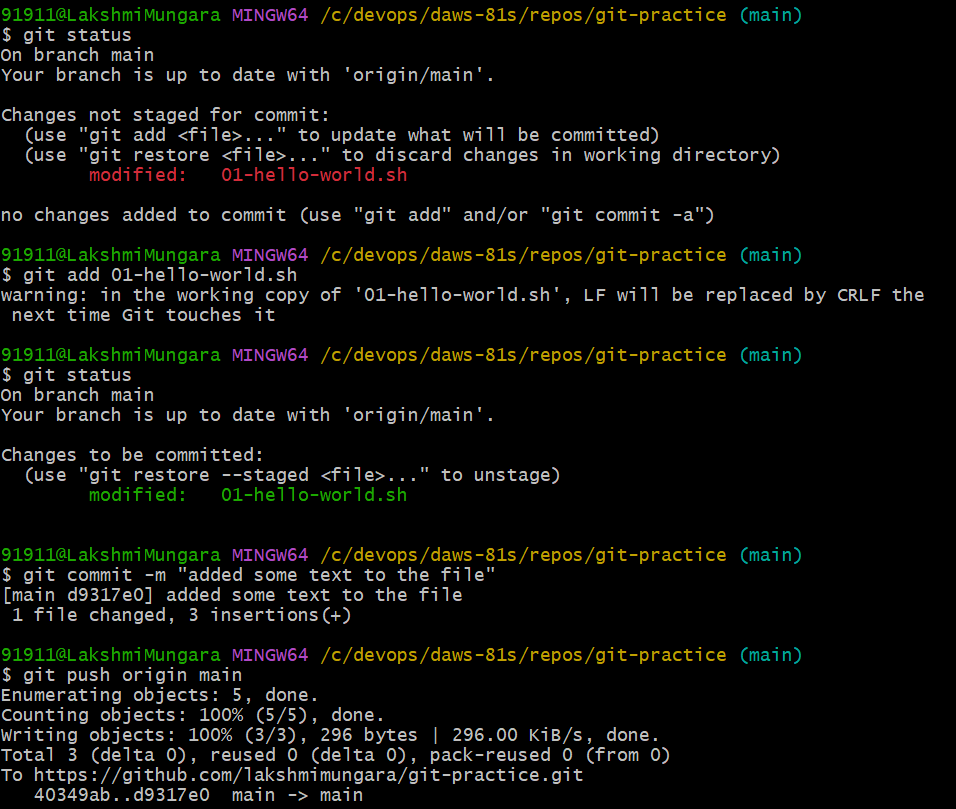 91911@LakshmiMungara MINGW64 /c/devops/daws-81s/repos/git-practice (main)
$ git status
On branch main
Your branch is up to date with 'origin/main'.

Changes not staged for commit:
  (use "git add <file>..." to update what will be committed)
  (use "git restore <file>..." to discard changes in working directory)
        modified:   01-hello-world.sh

no changes added to commit (use "git add" and/or "git commit -a")

91911@LakshmiMungara MINGW64 /c/devops/daws-81s/repos/git-practice (main)
$ git add 01-hello-world.sh
warning: in the working copy of '01-hello-world.sh', LF will be replaced by CRLF the
 next time Git touches it

91911@LakshmiMungara MINGW64 /c/devops/daws-81s/repos/git-practice (main)
$ git status
On branch main
Your branch is up to date with 'origin/main'.

Changes to be committed:
  (use "git restore --staged <file>..." to unstage)
        modified:   01-hello-world.sh


91911@LakshmiMungara MINGW64 /c/devops/daws-81s/repos/git-practice (main)
$ git commit -m "added some text to the file"
[main d9317e0] added some text to the file
 1 file changed, 3 insertions(+)

91911@LakshmiMungara MINGW64 /c/devops/daws-81s/repos/git-practice (main)
$ git push origin main
Enumerating objects: 5, done.
Counting objects: 100% (5/5), done.
Writing objects: 100% (3/3), 296 bytes | 296.00 KiB/s, done.
Total 3 (delta 0), reused 0 (delta 0), pack-reused 0 (from 0)
To https://github.com/lakshmimungara/git-practice.git
   40349ab..d9317e0  main -> main